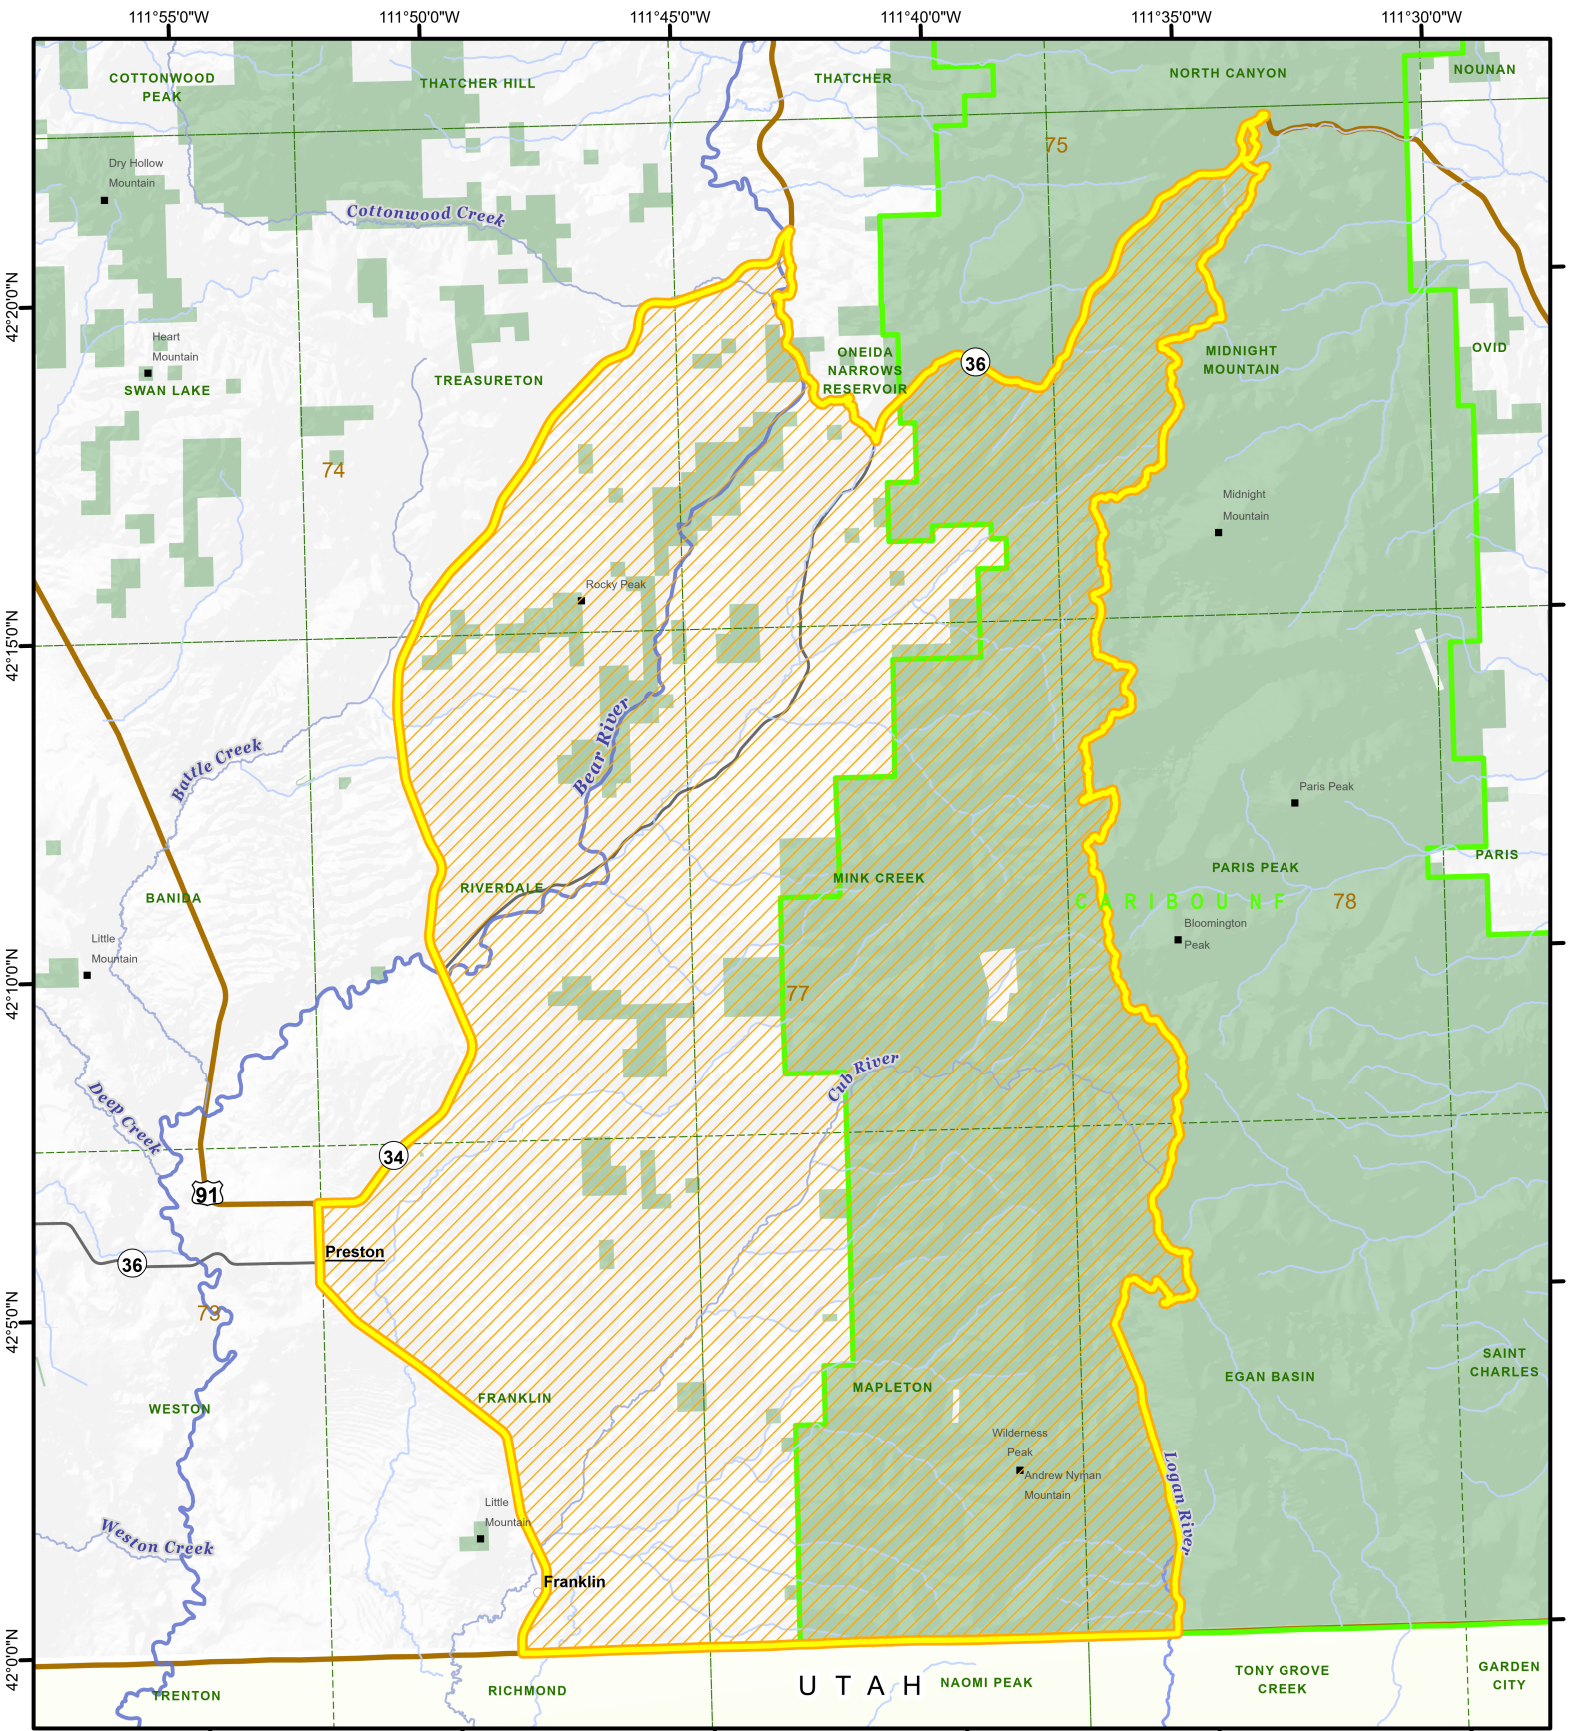 111°55'0"W
111°50'0"W
111°45'0"W
111°40'0"W
111°35'0"W
111°30'0"W
COTTONWOOD
PEAK
THATCHER HILL
THATCHER
NORTH CANYON
NOUNAN
75
Dry Hollow
Mountain
Cottonwood Creek
42°20'0"N
Heart
Mountain
SWAN LAKE
TREASURETON
ONEIDA
NARROWS
RESERVOIR
36
MIDNIGHT
MOUNTAIN
OVID
74
Midnight
Mountain
Rocky Peak
42°15'0"N
Bear River
Battle Creek
Paris Peak
BANIDA
RIVERDALE
MINK CREEK
PARIS PEAK
PARIS
CARIBOU NF
78
Little
Mountain
Bloomington
Peak
42°10'0"N
77
Cub River
Deep Creek
34
91
36
Preston
79
42°5'0"N
SAINT
CHARLES
WESTON
FRANKLIN
MAPLETON
EGAN BASIN
Wilderness
Peak
Andrew Nyman
Mountain
Logan River
Little
Mountain
Weston Creek
Franklin
42°0'0"N
TRENTON
RICHMOND
UTAH
NAOMI PEAK
TONY GROVE
CREEK
GARDEN
CITY